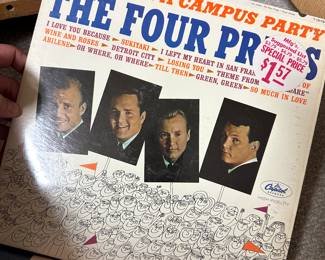 A CAMPUS PARTY
THE FOUR PR S
I LOVE YOU BECAUSE SUKIYAKI I LEFT MY HEART IN SAN FRAN OF
WINE AND ROSES DETROIT CITY LOSING YOU THEME FROM
ABILENE OH WHERE, OH WHERE TILL THEN GREEN, GREEN SO MUCH IN LOVE
SPECIAL PRICE
$1.57
Capitol